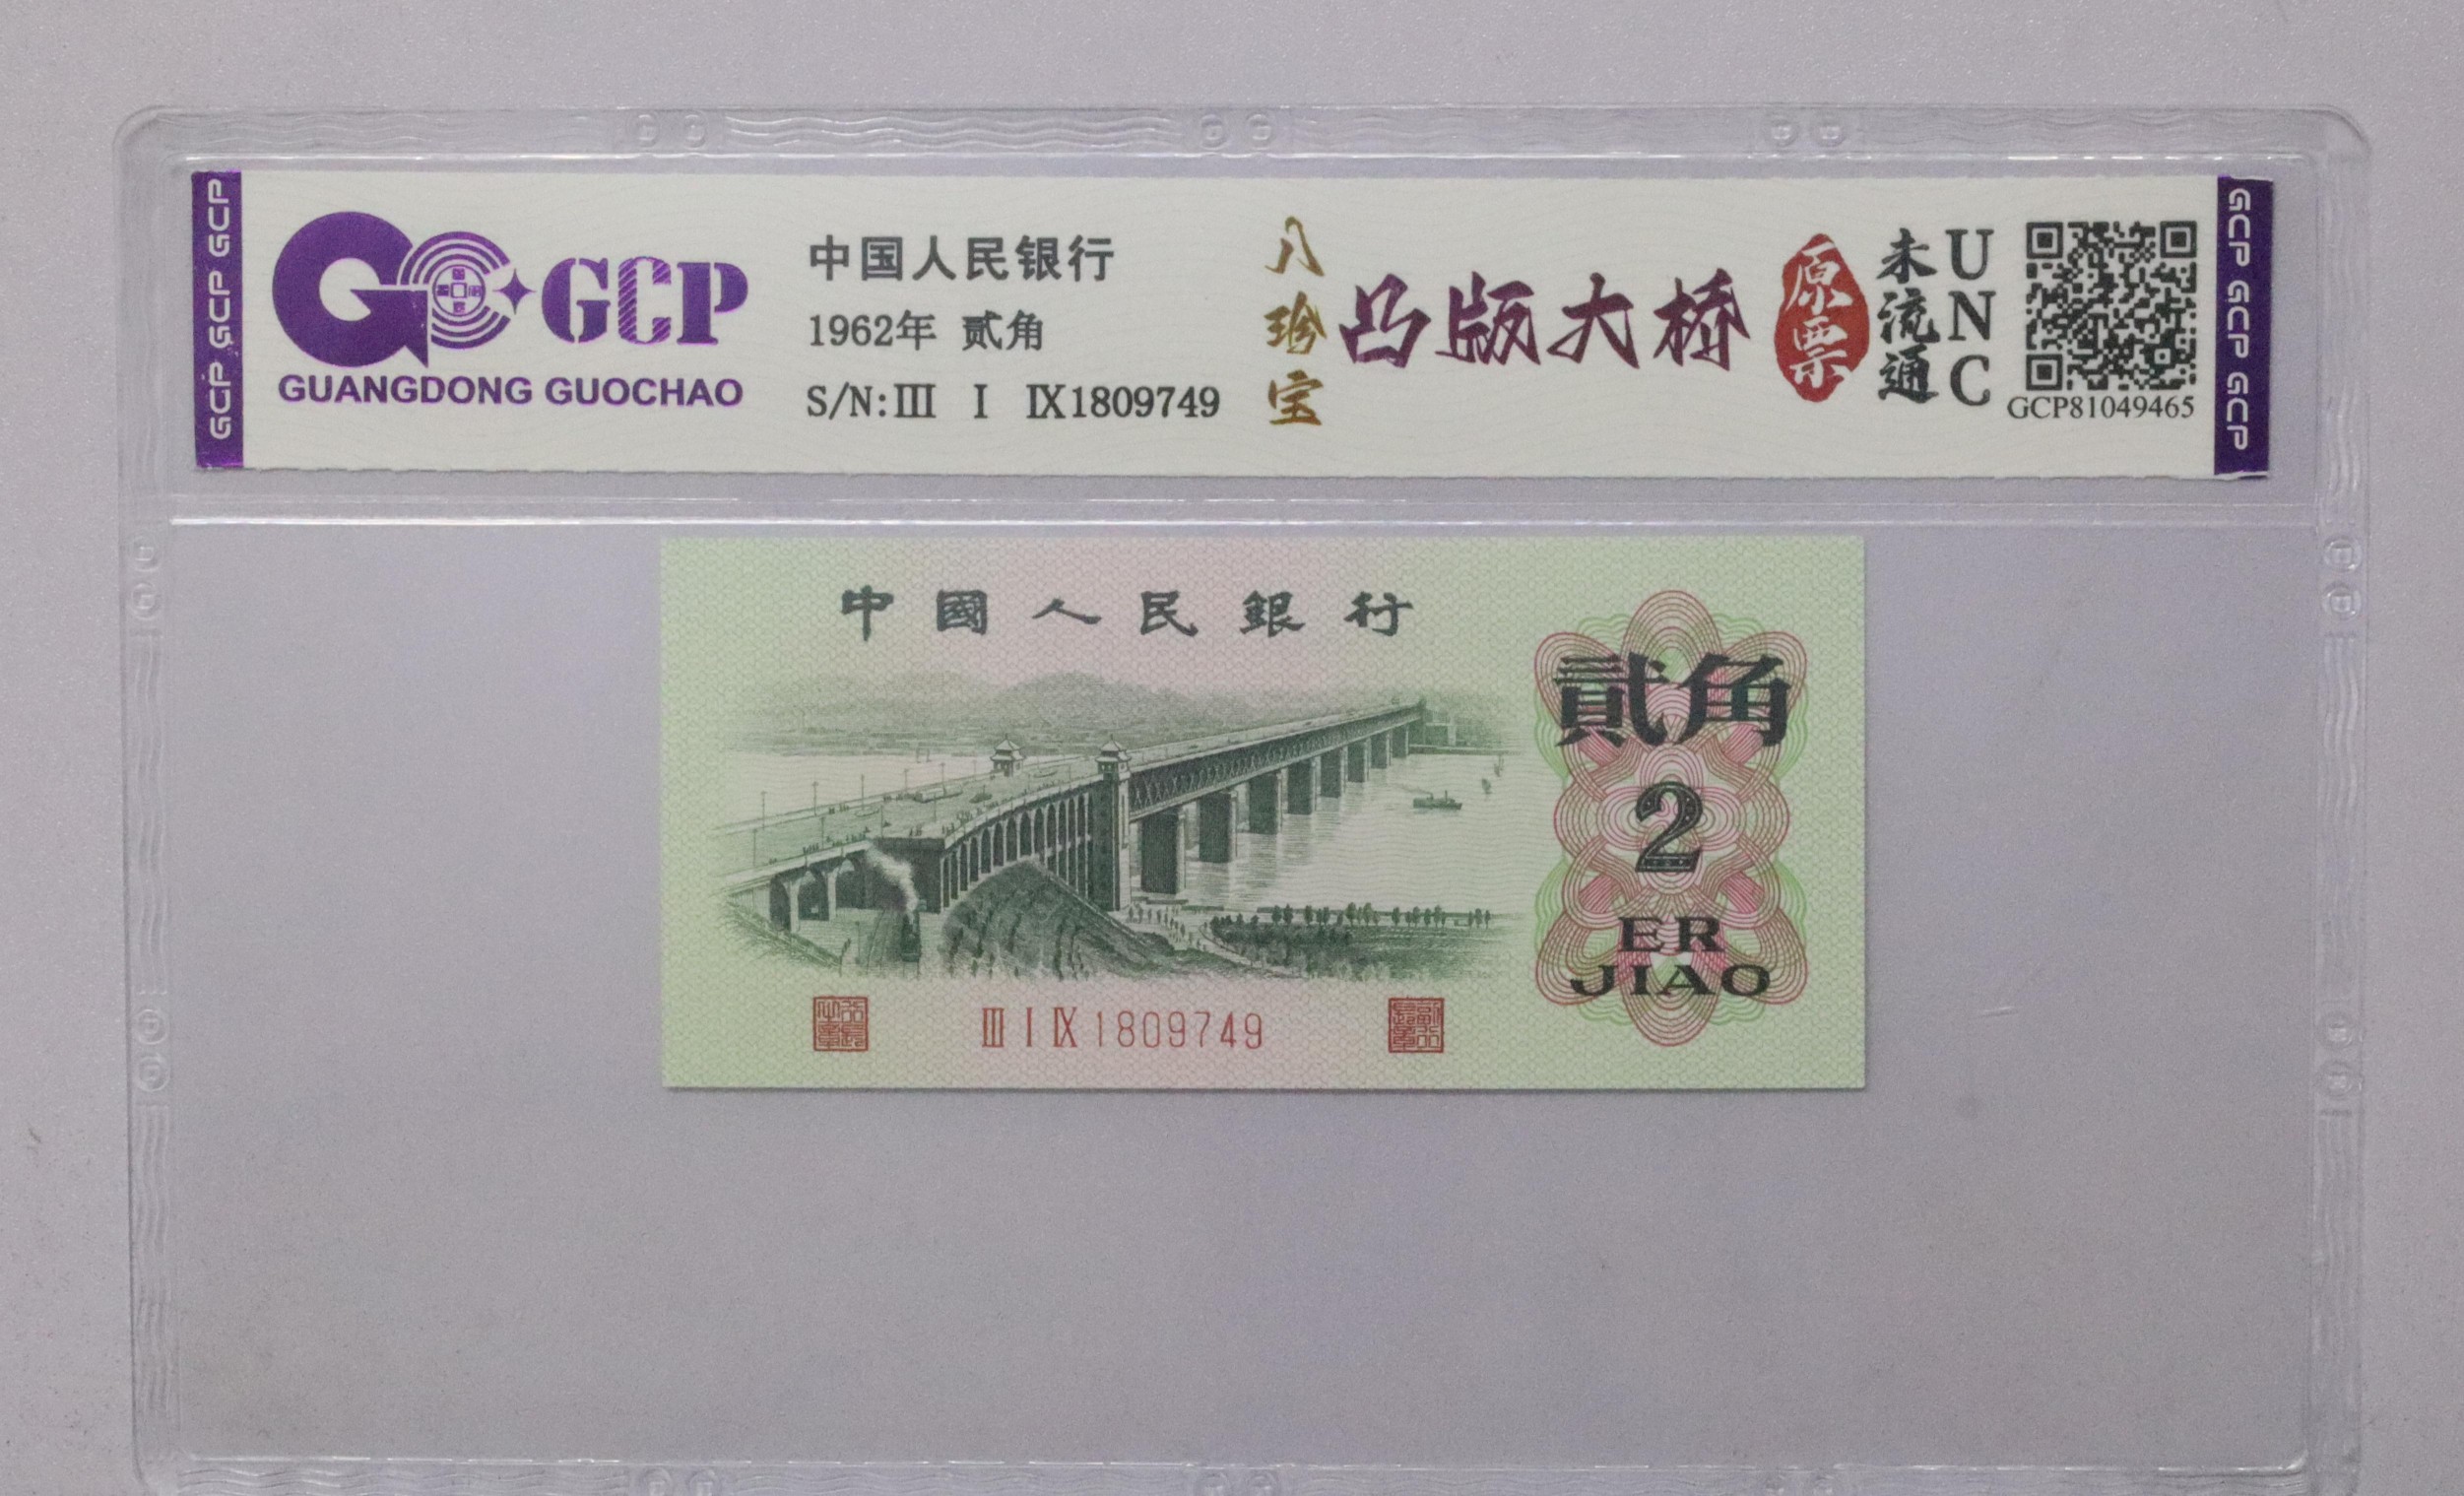 GCP GCP GCP
GCP
GUANGDONG GUOCHAO
中国人民银行
1962年 贰角
S/N:Ⅲ Ⅰ Ⅸ1809749
八珍宝
凸版大桥
原票
未流通
UNC
GCP81049465
GCP GCP GCP
中國人民銀行
貳角
2
ER
JIAO
Ⅲ Ⅰ Ⅸ 1809749